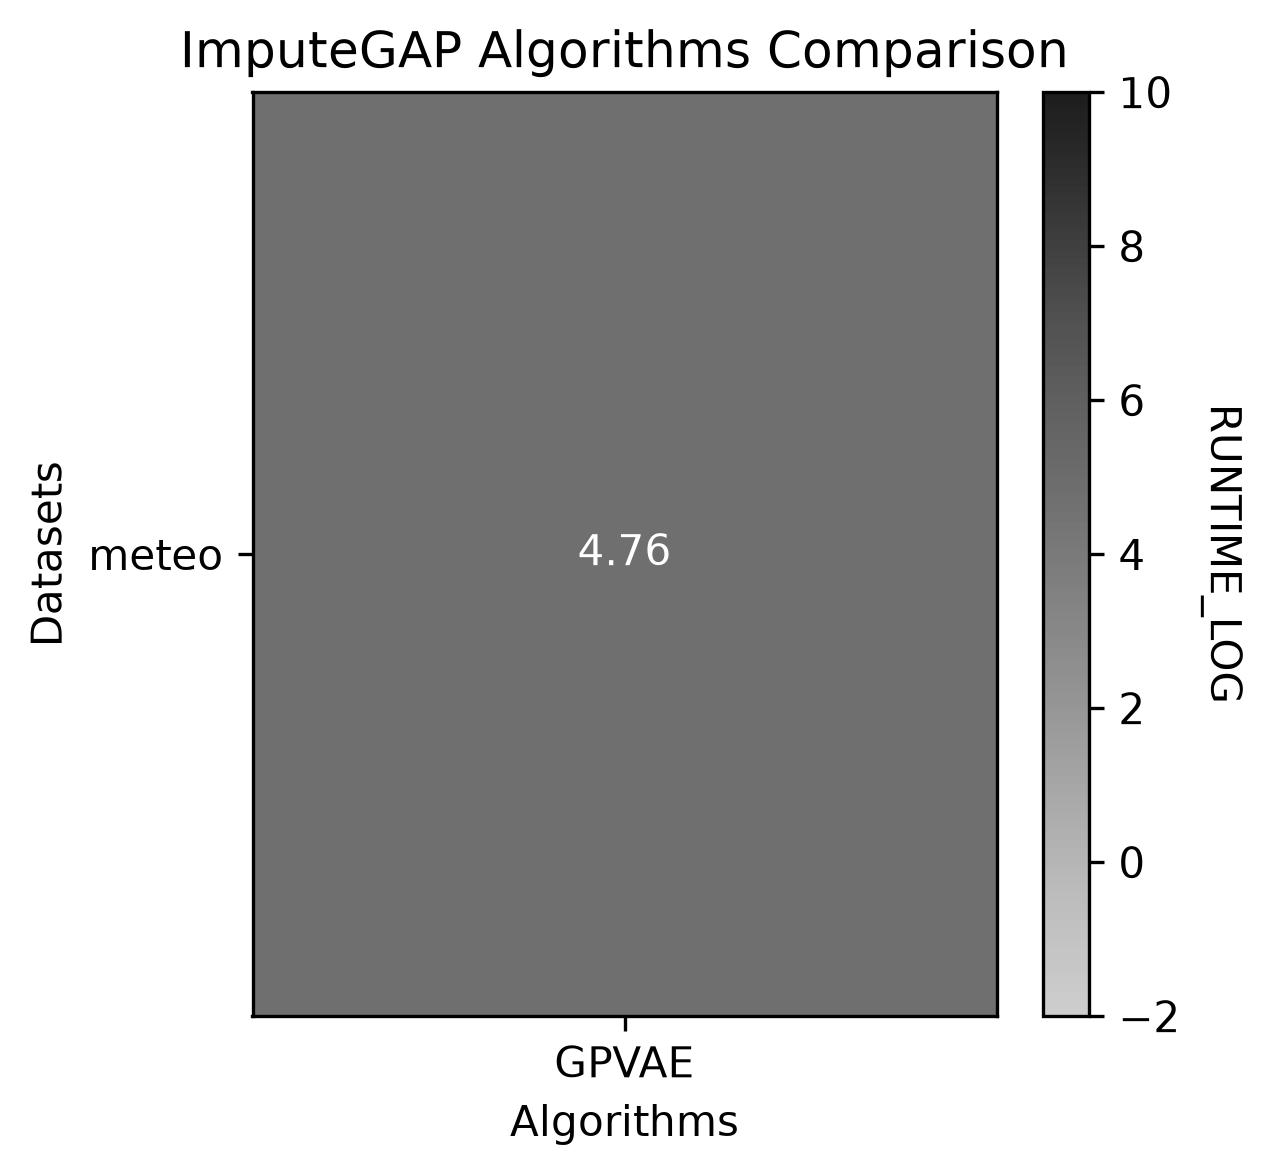 ImputeGAP Algorithms Comparison
Datasets
meteo
4.76
GPVAE
Algorithms
10
8
6
4
2
0
−2
RUNTIME_LOG